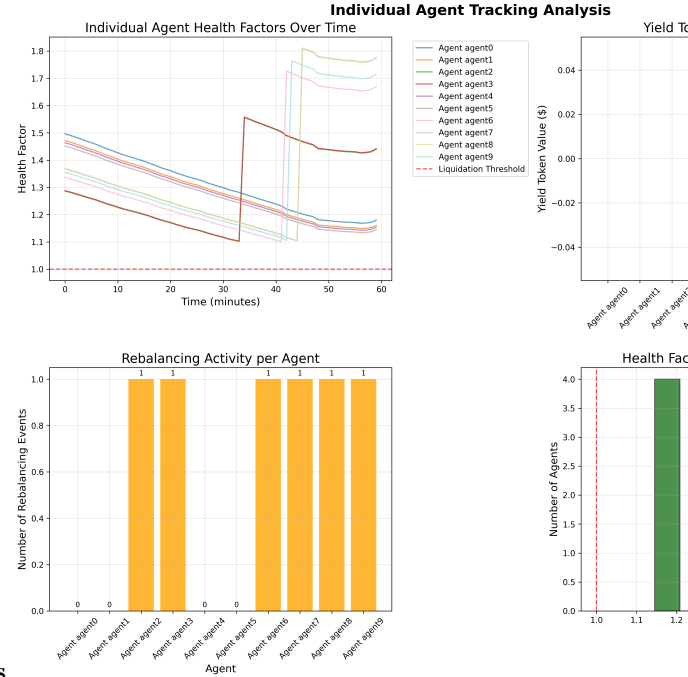 Individual Agent Tracking Analysis
Individual Agent Health Factors Over Time
Health Factor
1.8
1.7
1.6
1.5
1.4
1.3
1.2
1.1
1.0
0
10
20
30
40
50
60
Time (minutes)
Agent agent0
Agent agent1
Agent agent2
Agent agent3
Agent agent4
Agent agent5
Agent agent6
Agent agent7
Agent agent8
Agent agent9
Liquidation Threshold
Yield To
Yield Token Value ($)
0.04
0.02
0.00
−0.02
−0.04
Agent agent0
Agent agent1
Rebalancing Activity per Agent
Number of Rebalancing Events
1.0
0.8
0.6
0.4
0.2
0.0
0
0
1
1
0
0
1
1
1
1
Agent agent0
Agent agent1
Agent agent2
Agent agent3
Agent agent4
Agent agent5
Agent agent6
Agent agent7
Agent agent8
Agent agent9
Agent
Health Fac
Number of Agents
4.0
3.5
3.0
2.5
2.0
1.5
1.0
0.5
0.0
1.0
1.1
1.2
s